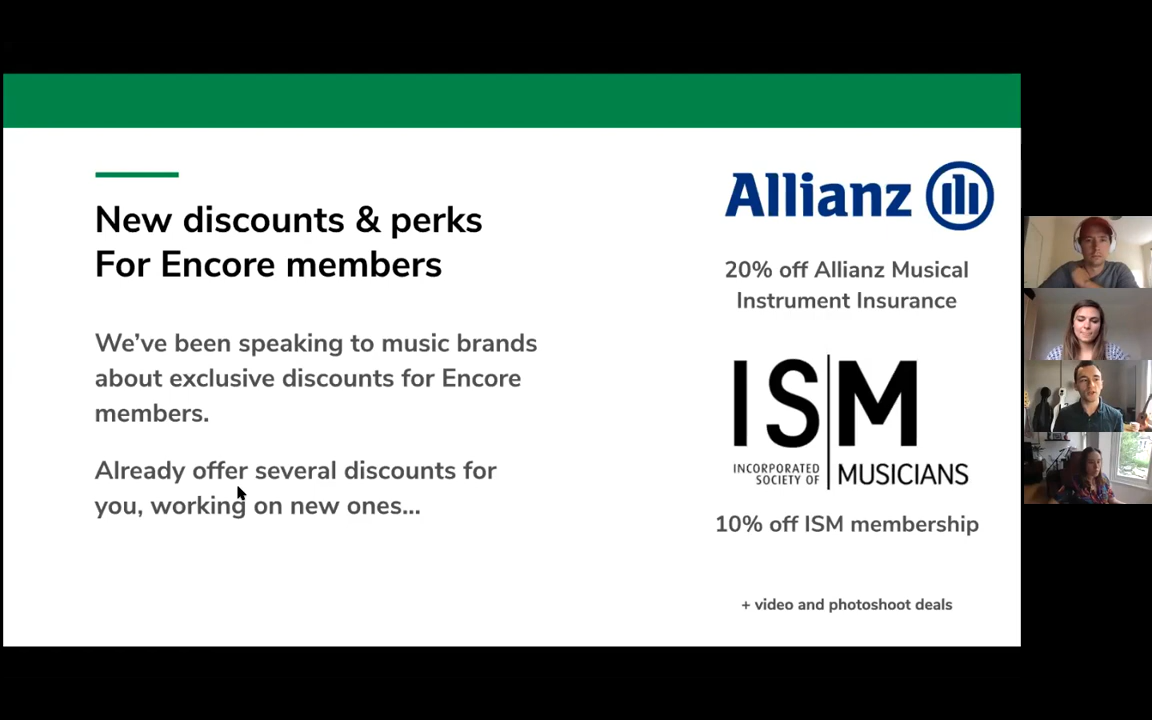 New discounts & perks
For Encore members
We've been speaking to music brands
about exclusive discounts for Encore
members.
Already offer several discounts for
you, working on new ones...
Allianz
20% off Allianz Musical
Instrument Insurance
ISM
INCORPORATED
SOCIETY OF
MUSICIANS
10% off ISM membership
+ video and photoshoot deals